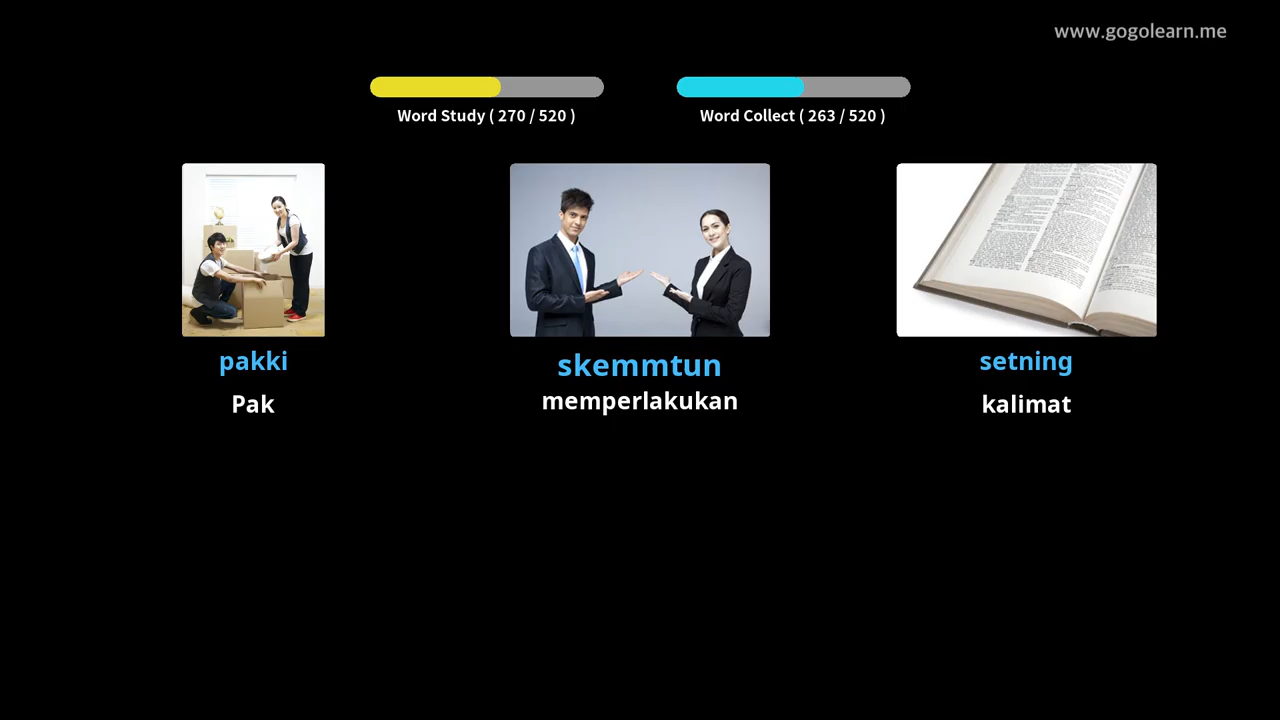 www.gogolearn.me
Word Study ( 270 / 520 )
Word Collect ( 263 / 520 )
pakki
Pak
skemmtun
memperlakukan
setning
kalimat